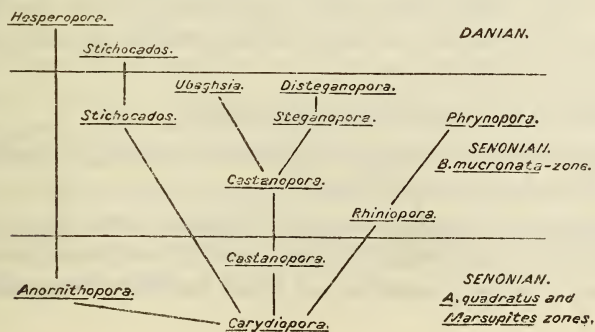 Hesperopora.
Stichocados.
DANIAN.
Ubaghsia.
Disteganopora.
Stichocados.
Steganopora.
Phrynopora.
SENONIAN.
B.mucronata-zone.
Castanopora.
Rhiniopora.
Castanopora.
Anornithopora.
SENONIAN.
A.quadratus and
Marsupites zones.
Carydiopora.